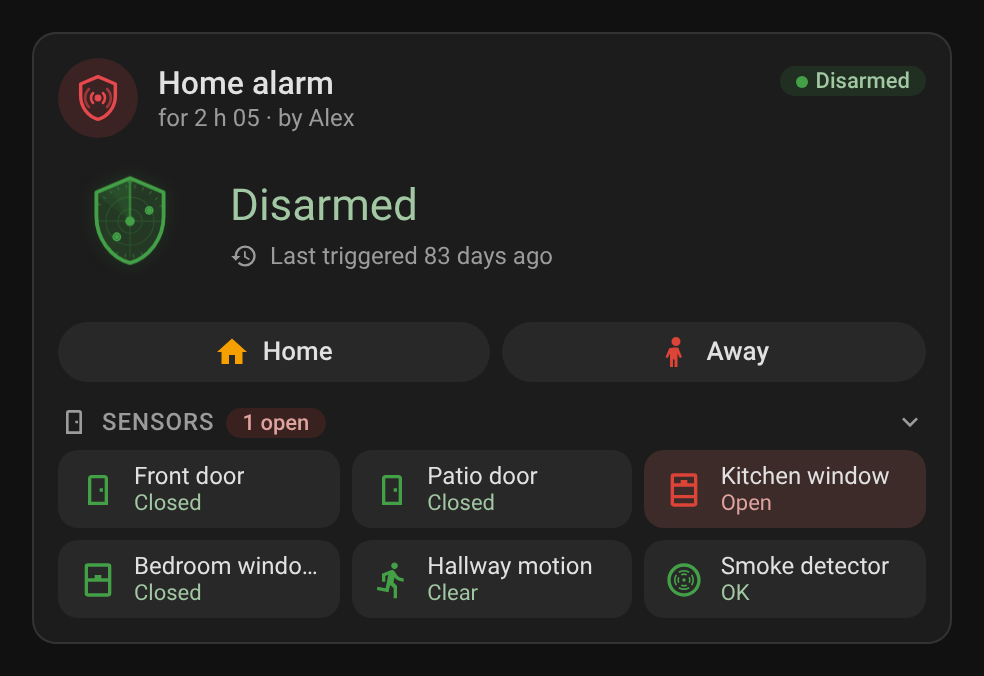 Home alarm
Disarmed
for 2 h 05 · by Alex
Disarmed
Last triggered 83 days ago
Home
Away
SENSORS
1 open
Front door
Closed
Patio door
Closed
Kitchen window
Open
Bedroom windo...
Closed
Hallway motion
Clear
Smoke detector
OK